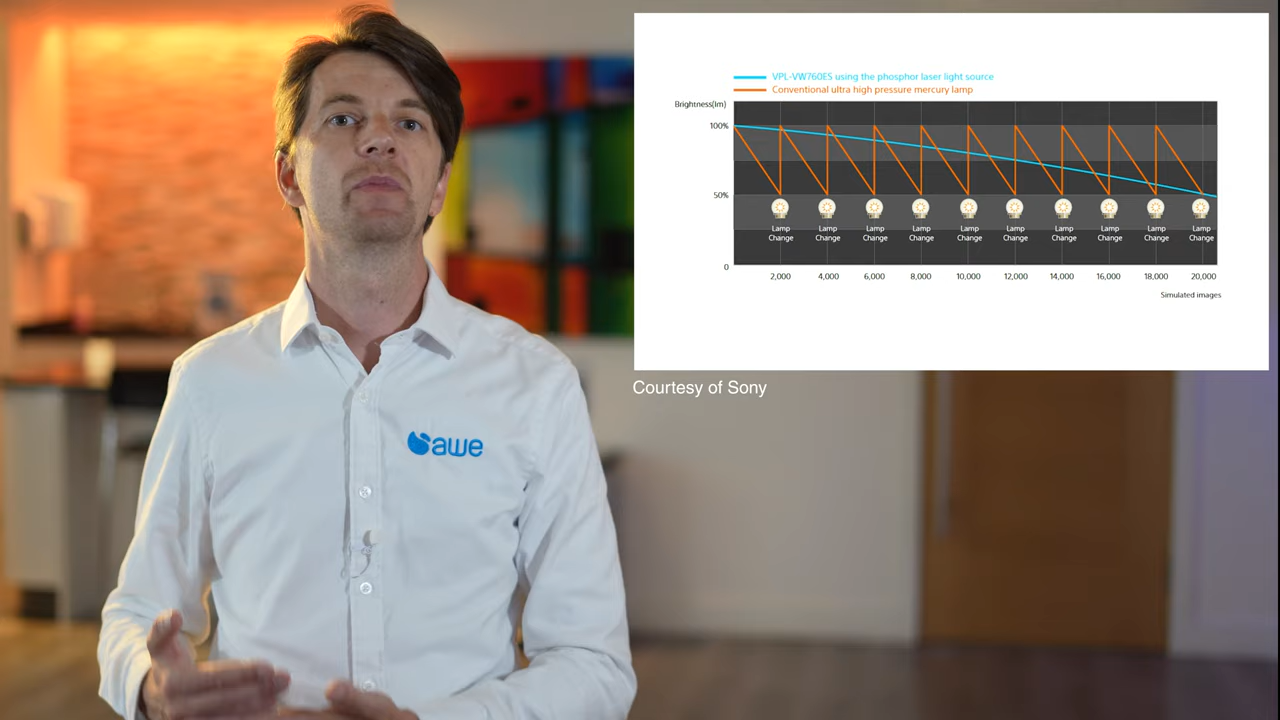 VPL-VW760ES using the phosphor laser light source
Conventional ultra high pressure mercury lamp
Brightness(lm)
100%
50%
Lamp Change Lamp Change Lamp Change Lamp Change Lamp Change Lamp Change Lamp Change Lamp Change Lamp Change Lamp Change
0
2,000 4,000 6,000 8,000 10,000 12,000 14,000 16,000 18,000 20,000
Simulated images
Courtesy of Sony
awe